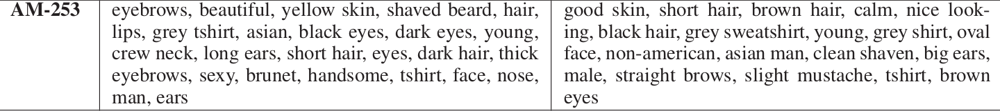 AM-253
eyebrows, beautiful, yellow skin, shaved beard, hair,
lips, grey tshirt, asian, black eyes, dark eyes, young,
crew neck, long ears, short hair, eyes, dark hair, thick
eyebrows, sexy, brunet, handsome, tshirt, face, nose,
man, ears
good skin, short hair, brown hair, calm, nice look-
ing, black hair, grey sweatshirt, young, grey shirt, oval
face, non-american, asian man, clean shaven, big ears,
male, straight brows, slight mustache, tshirt, brown
eyes